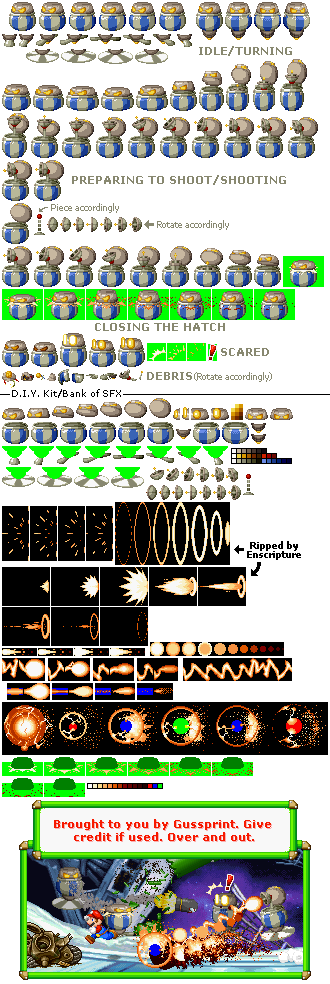 IDLE/TURNING
PREPARING TO SHOOT/SHOOTING
Piece accordingly
Rotate accordingly
CLOSING THE HATCH
SCARED
DEBRIS(Rotate accordingly)
D.I.Y. Kit/Bank of SFX
Ripped by
Enscripture
Brought to you by Gussprint. Give
credit if used. Over and out.